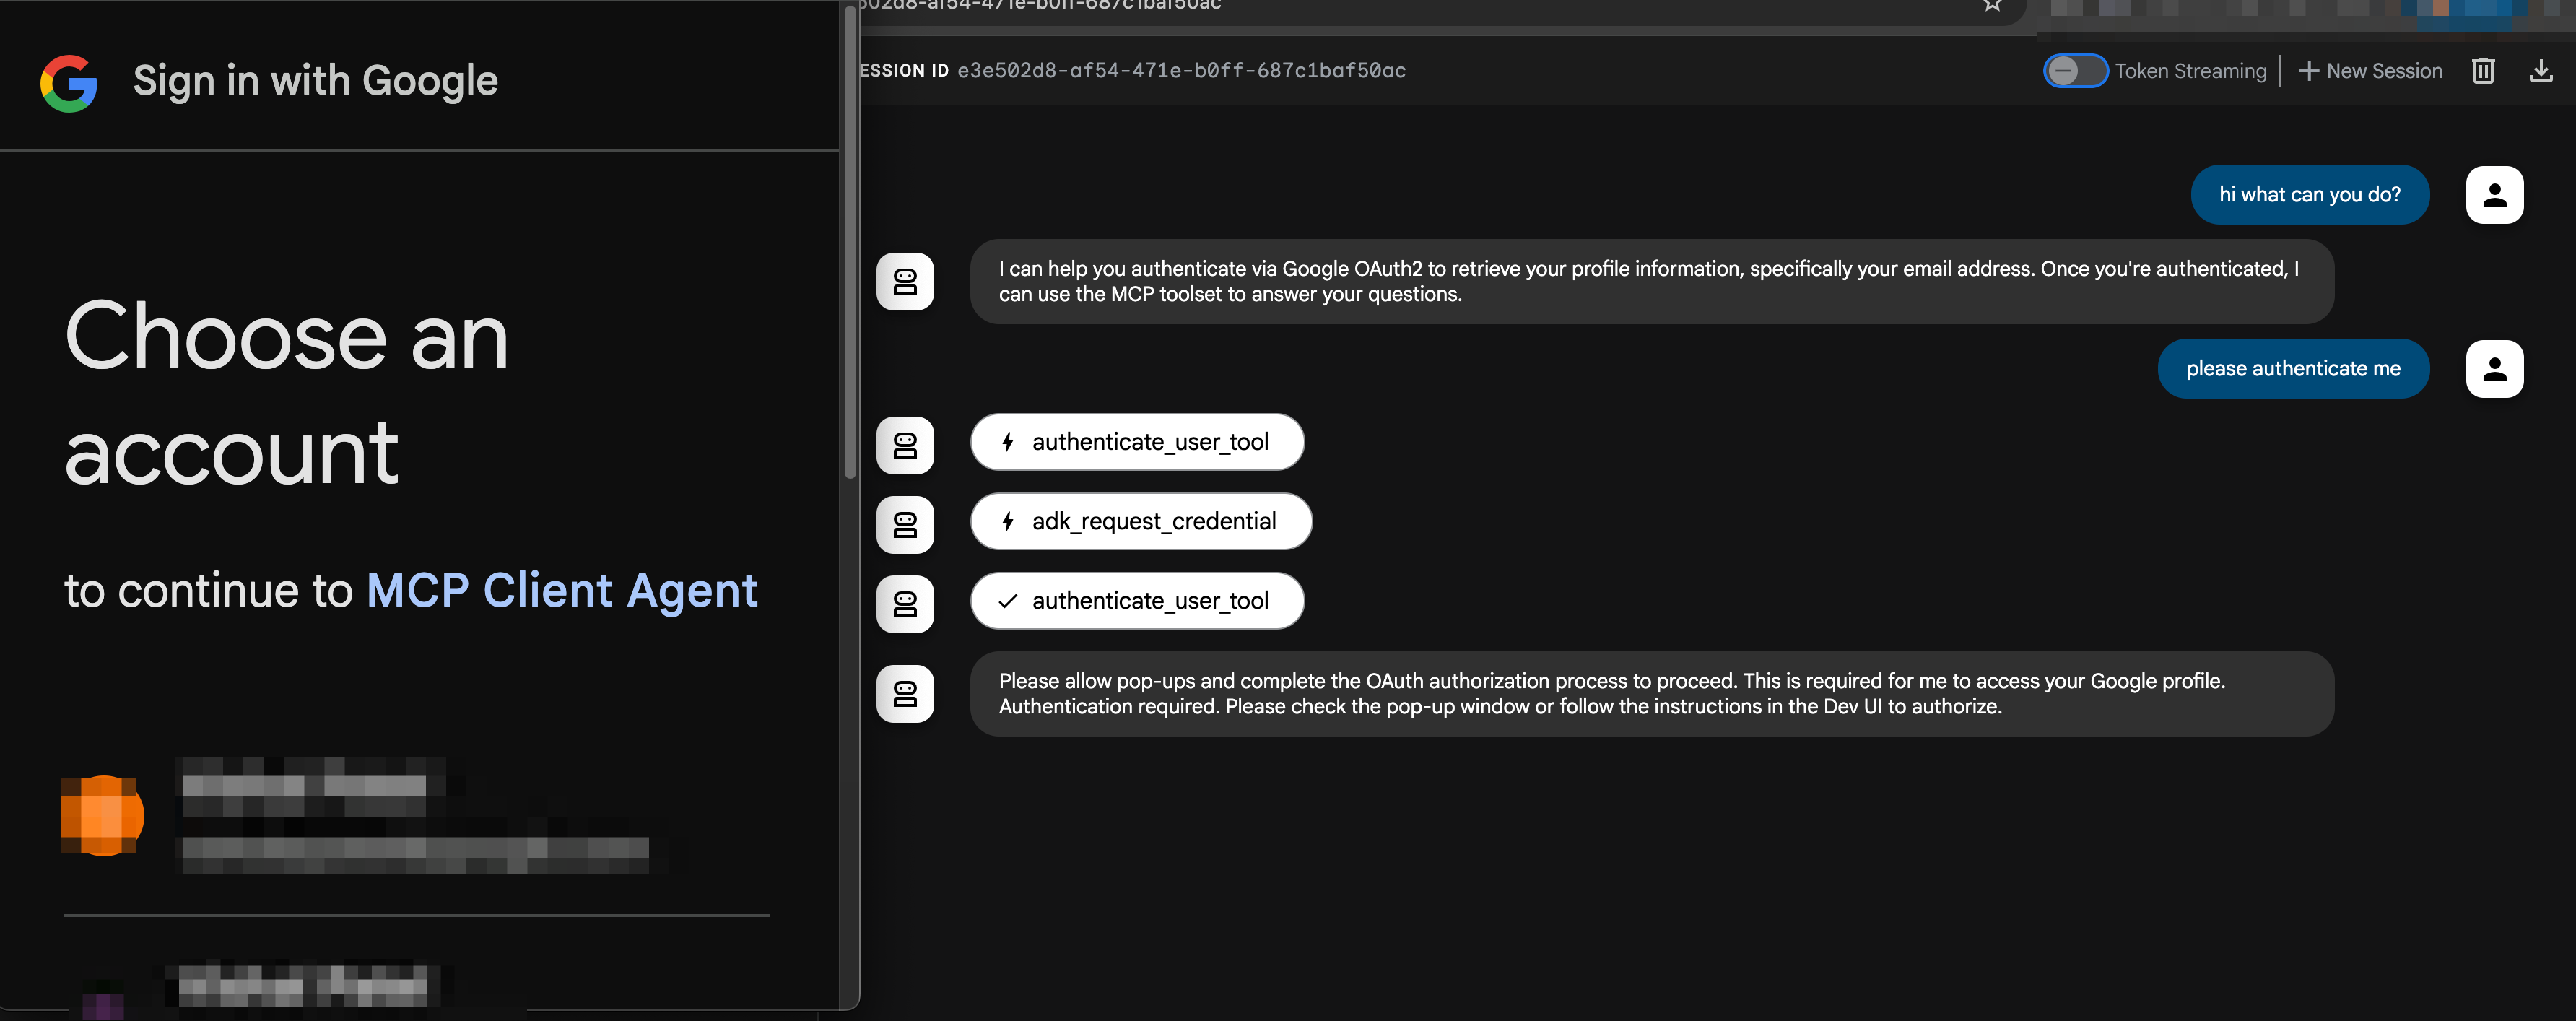 Sign in with Google
Choose an
account
to continue to MCP Client Agent
502d8-af54-471e-b0ff-687c1baf50ac
ESSION ID e3e502d8-af54-471e-b0ff-687c1baf50ac
Token Streaming
New Session
hi what can you do?
I can help you authenticate via Google OAuth2 to retrieve your profile information, specifically your email address. Once you're authenticated, I
can use the MCP toolset to answer your questions.
please authenticate me
authenticate_user_tool
adk_request_credential
authenticate_user_tool
Please allow pop-ups and complete the OAuth authorization process to proceed. This is required for me to access your Google profile.
Authentication required. Please check the pop-up window or follow the instructions in the Dev UI to authorize.